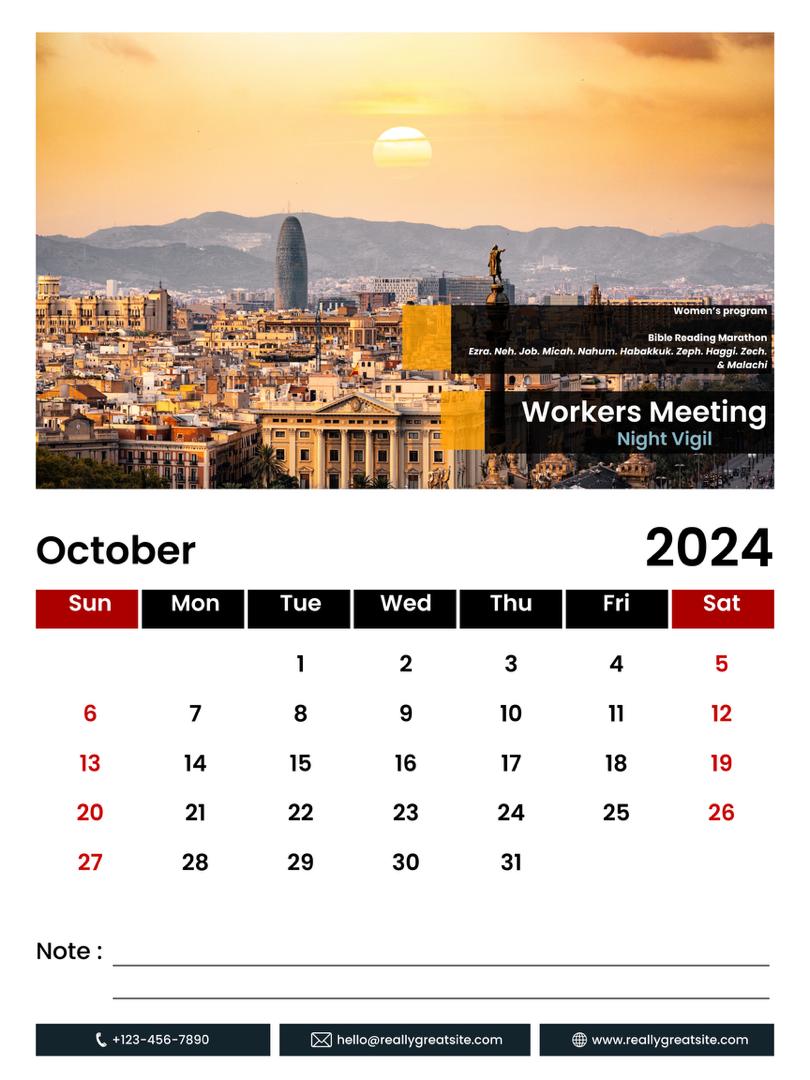 Women's program
Bible Reading Marathon
Ezra. Neh. Job. Micah. Nahum. Habakkuk. Zeph. Haggi. Zech.
& Malachi
Workers Meeting
Night Vigil
October 2024
Sun Mon Tue Wed Thu Fri Sat
1 2 3 4 5
6 7 8 9 10 11 12
13 14 15 16 17 18 19
20 21 22 23 24 25 26
27 28 29 30 31
Note :
+123-456-7890 hello@reallygreatsite.com www.reallygreatsite.com